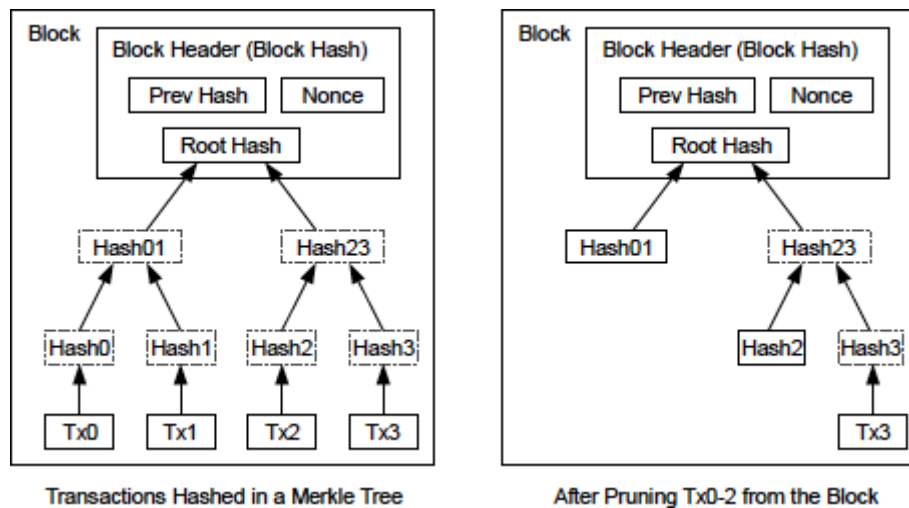 Block
Block Header (Block Hash)
Prev Hash
Nonce
Root Hash
Hash01
Hash23
Hash0
Hash1
Hash2
Hash3
Tx0
Tx1
Tx2
Tx3
Transactions Hashed in a Merkle Tree
Block
Block Header (Block Hash)
Prev Hash
Nonce
Root Hash
Hash01
Hash23
Hash2
Hash3
Tx3
After Pruning Tx0-2 from the Block